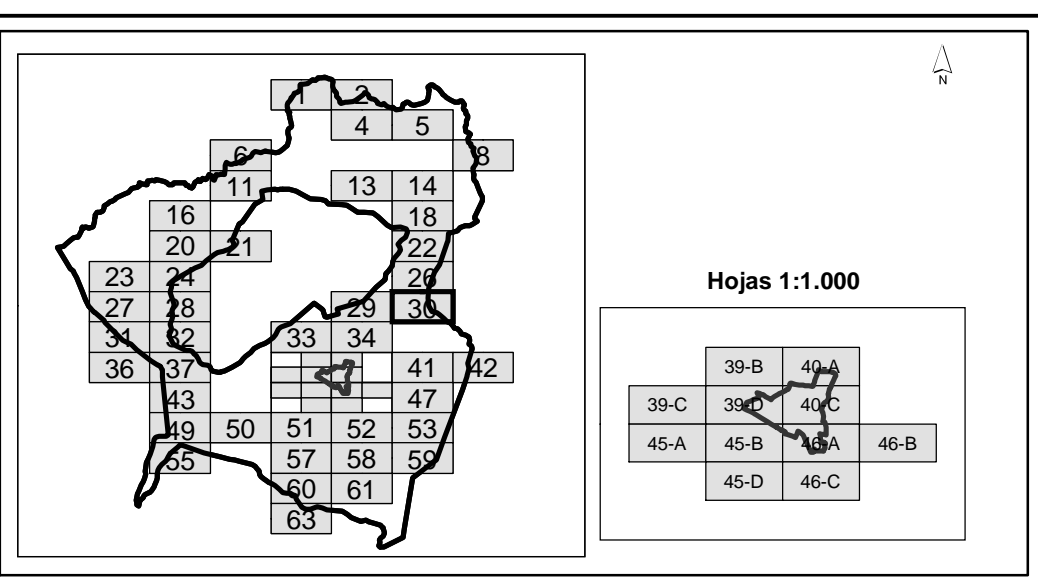 N
1 2
4 5
6 8
11 13 14
16 18
20 21 22
23 24 26
27 28 29 30
31 32 33 34
36 37 41 42
43 47
49 50 51 52 53
55 57 58 59
60 61
63
Hojas 1:1.000
39-B 40-A
39-C 39-D 40-C
45-A 45-B 46-A 46-B
45-D 46-C